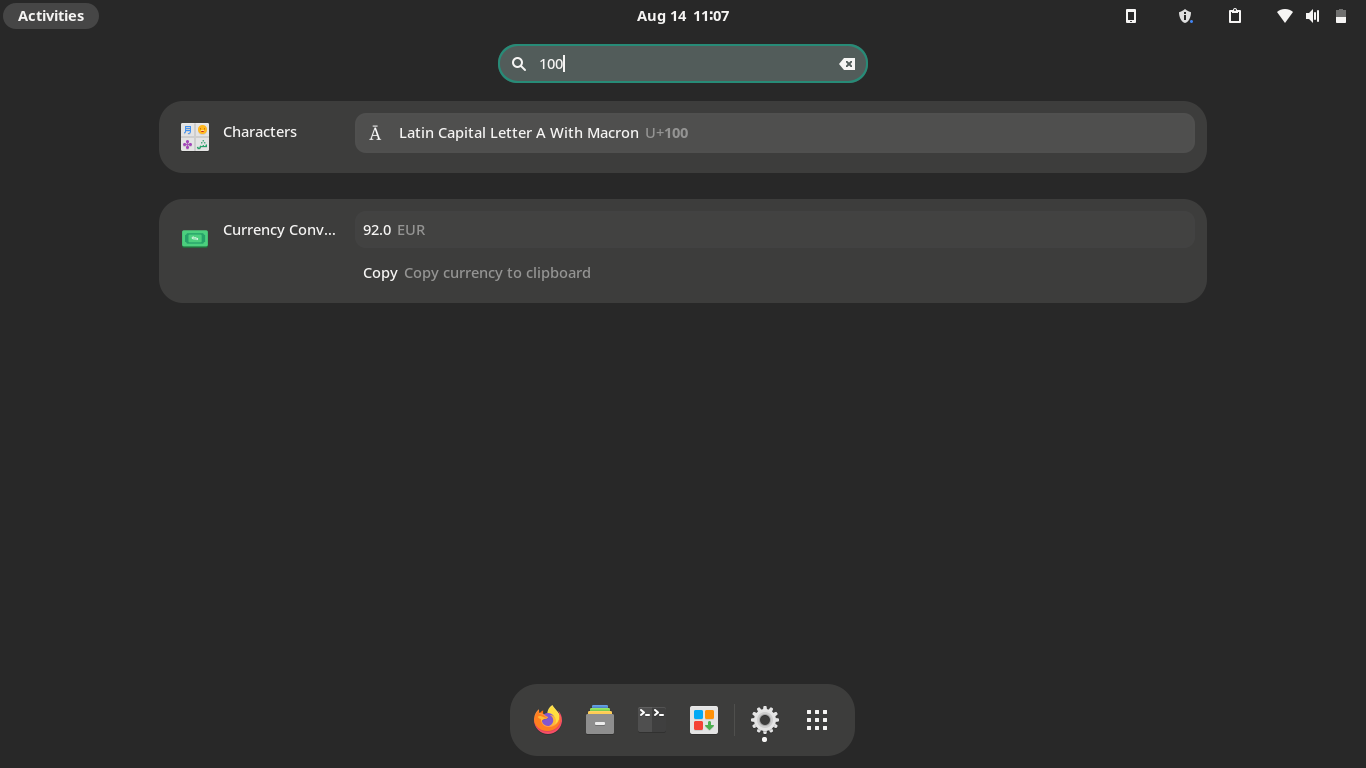 Activities
Aug 14 11:07
100
Characters
Ā Latin Capital Letter A With Macron U+100
Currency Conv...
92.0 EUR
Copy Copy currency to clipboard